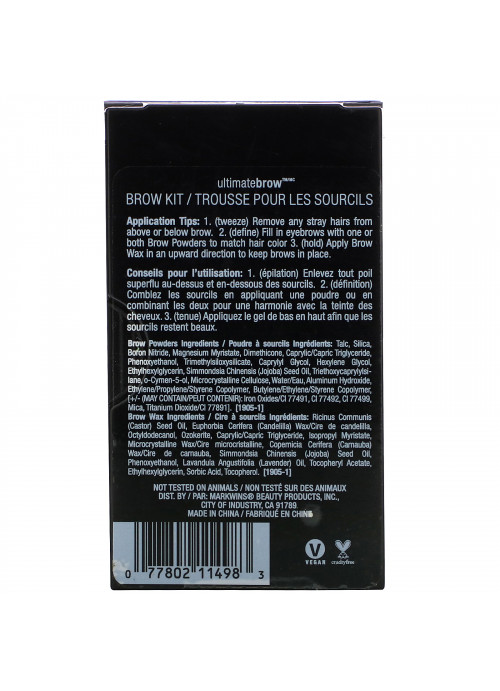 ultimatebrow™/MC
BROW KIT / TROUSSE POUR LES SOURCILS
Application Tips: 1. (tweeze) Remove any stray hairs from
above or below brow. 2. (define) Fill in eyebrows with one or
both Brow Powders to match hair color 3. (hold) Apply Brow
Wax in an upward direction to keep brows in place.
Conseils pour l'utilisation: 1. (épilation) Enlevez tout poil
superflu au-dessus et en-dessous des sourcils. 2. (définition)
Comblez les sourcils en appliquant une poudre ou en
combinant les deux pour une harmonie avec la teinte des
cheveux. 3. (tenue) Appliquez le gel de bas en haut afin que les
sourcils restent beaux.
Brow Powders Ingredients / Poudre à sourcils Ingrédients: Talc, Silica,
Boron Nitride, Magnesium Myristate, Dimethicone, Caprylic/Capric Triglyceride,
Phenoxyethanol, Trimethylsiloxysilicate, Caprylyl Glycol, Hexylene Glycol,
Ethylhexylglycerin, Simmondsia Chinensis (Jojoba) Seed Oil, Triethoxycaprylylsi-
lane, o-Cymen-5-ol, Microcrystalline Cellulose, Water/Eau, Aluminum Hydroxide,
Ethylene/Propylene/Styrene Copolymer, Butylene/Ethylene/Styrene Copolymer,
[+/- (MAY CONTAIN/PEUT CONTENIR): Iron Oxides/CI 77491, CI 77492, CI 77499,
Mica, Titanium Dioxide/CI 77891]. [1905-1]
Brow Wax Ingredients / Cire à sourcils Ingrédients: Ricinus Communis
(Castor) Seed Oil, Euphorbia Cerifera (Candelilla) Wax/Cire de candelilla,
Octyldodecanol, Ozokerite, Caprylic/Capric Triglyceride, Isopropyl Myristate,
Microcrystalline Wax/Cire microcristalline, Copernicia Cerifera (Carnauba)
Wax/Cire de carnauba, Simmondsia Chinensis (Jojoba) Seed Oil,
Phenoxyethanol, Lavandula Angustifolia (Lavender) Oil, Tocopheryl Acetate,
Ethylhexylglycerin, Sorbic Acid, Tocopherol. [1905-1]
NOT TESTED ON ANIMALS / NON TESTÉ SUR DES ANIMAUX
DIST. BY / PAR: MARKWINS® BEAUTY PRODUCTS, INC.,
CITY OF INDUSTRY, CA 91789
MADE IN CHINA / FABRIQUÉ EN CHINE
0 77802 11498 3
V
VEGAN
crueltyfree